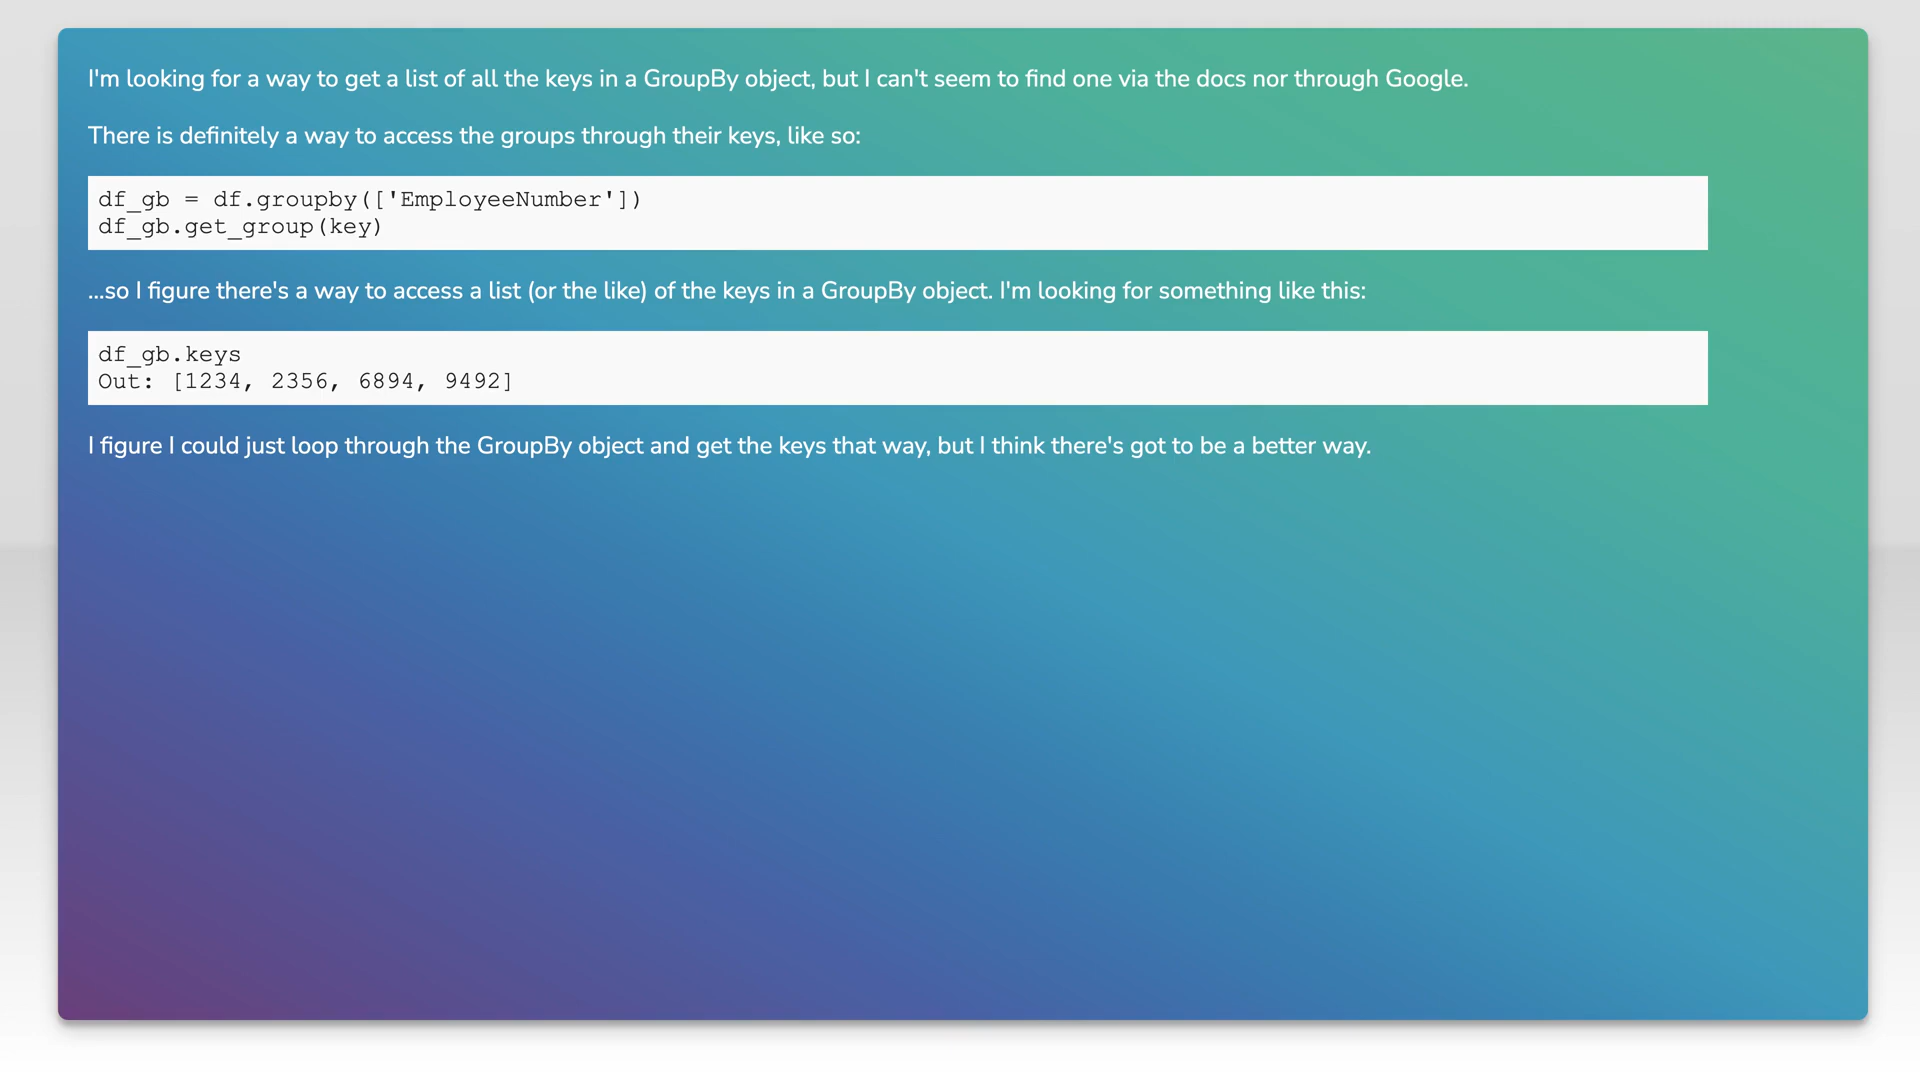 I'm looking for a way to get a list of all the keys in a GroupBy object, but I can't seem to find one via the docs nor through Google.
There is definitely a way to access the groups through their keys, like so:
df_gb = df.groupby(['EmployeeNumber'])
df_gb.get_group(key)
...so I figure there's a way to access a list (or the like) of the keys in a GroupBy object. I'm looking for something like this:
df_gb.keys
Out: [1234, 2356, 6894, 9492]
I figure I could just loop through the GroupBy object and get the keys that way, but I think there's got to be a better way.